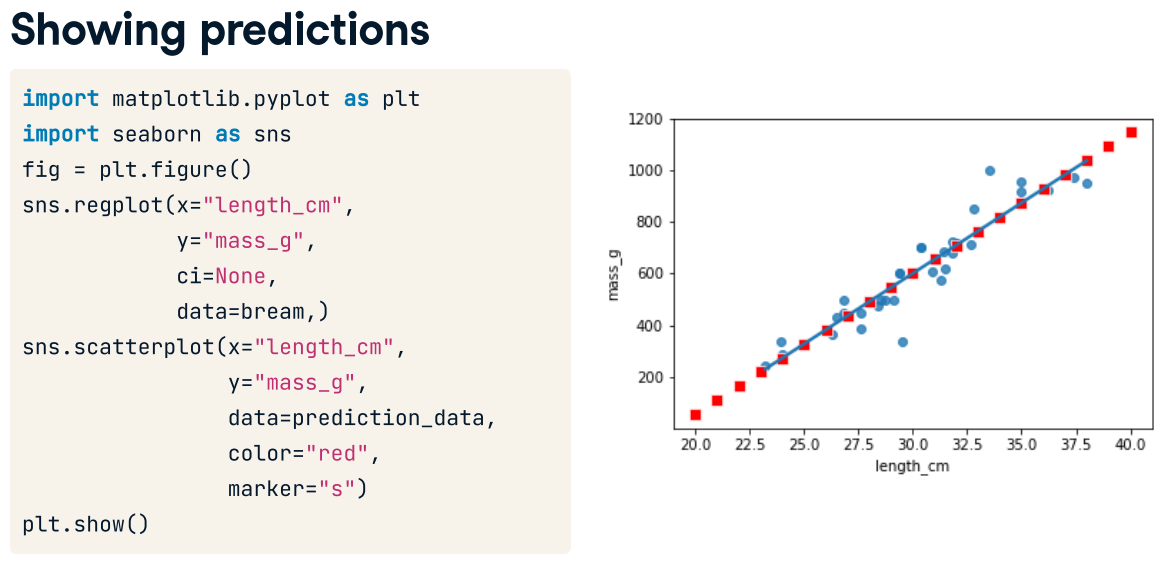 Showing predictions
import matplotlib.pyplot as plt
import seaborn as sns
fig = plt.figure()
sns.regplot(x="length_cm",
            y="mass_g",
            ci=None,
            data=bream,)
sns.scatterplot(x="length_cm",
                y="mass_g",
                data=prediction_data,
                color="red",
                marker="s")
plt.show()
1200
1000
800
600
400
200
mass_g
20.0 22.5 25.0 27.5 30.0 32.5 35.0 37.5 40.0
length_cm